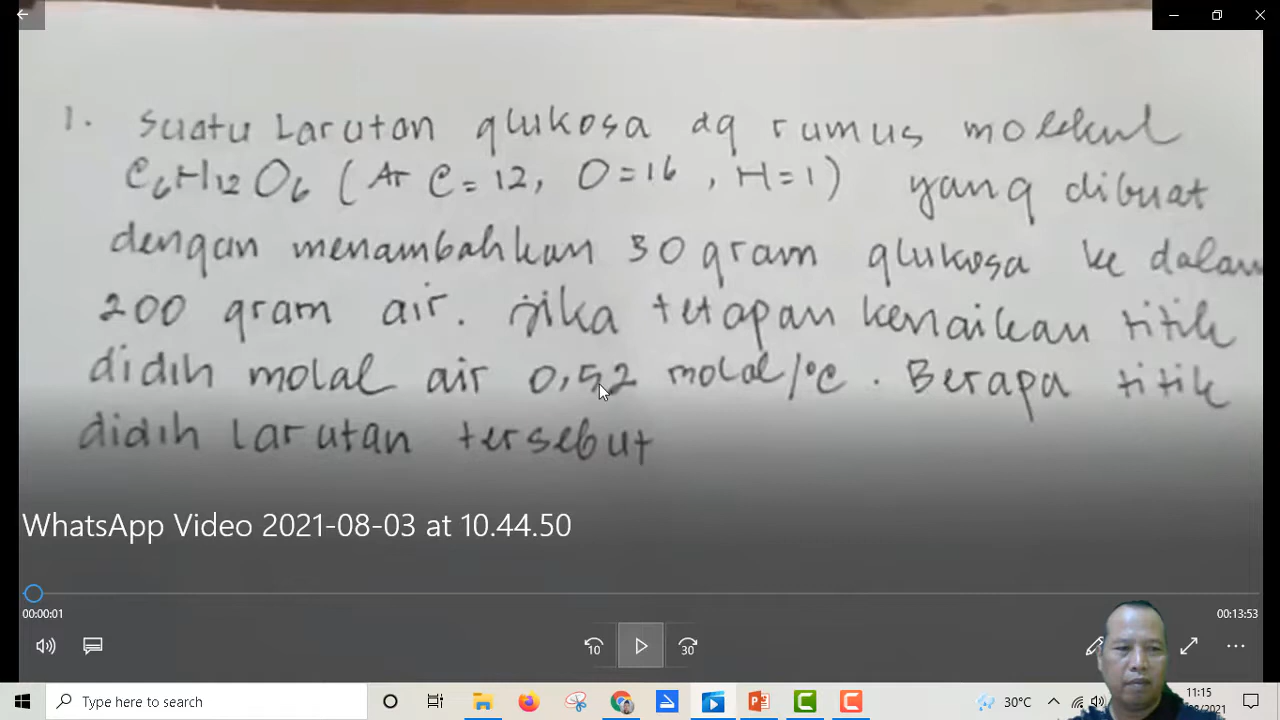 1. Suatu Larutan glukosa dg rumus molekul
C6H12O6 (Ar C = 12, O = 16, H = 1) yang dibuat
dengan menambahkan 30 gram glukosa ke dalam
200 gram air. Jika tetapan kenaikan titik
didih molal air 0,52 molal/°C. Berapa titik
didih Larutan tersebut
WhatsApp Video 2021-08-03 at 10.44.50
00:00:01
00:13:53
10
30
Type here to search
30°C
11:15